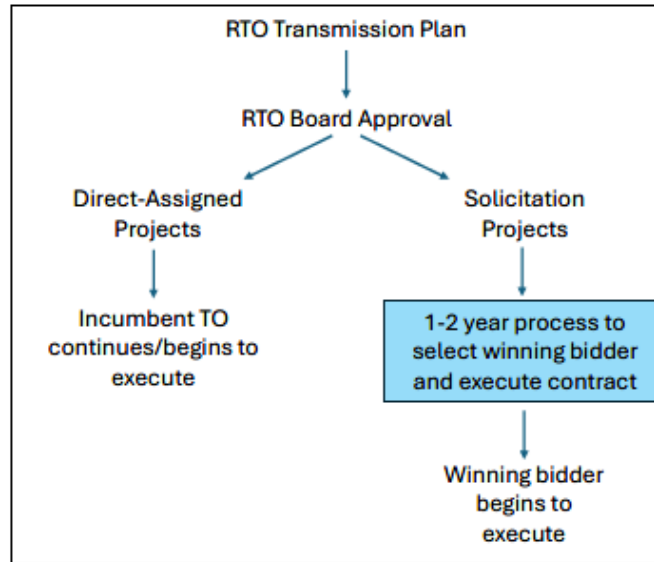 RTO Transmission Plan
RTO Board Approval
Direct-Assigned
Projects
Solicitation
Projects
Incumbent TO
continues/begins to
execute
1-2 year process to
select winning bidder
and execute contract
Winning bidder
begins to
execute